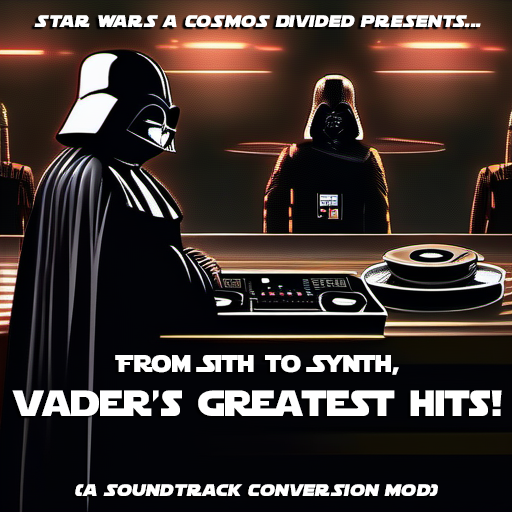 STAR WARS A COSMOS DIVIDED PRESENTS...
FROM SITH TO SYNTH,
VADER'S GREATEST HITS!
(A SOUNDTRACK CONVERSION MOD)